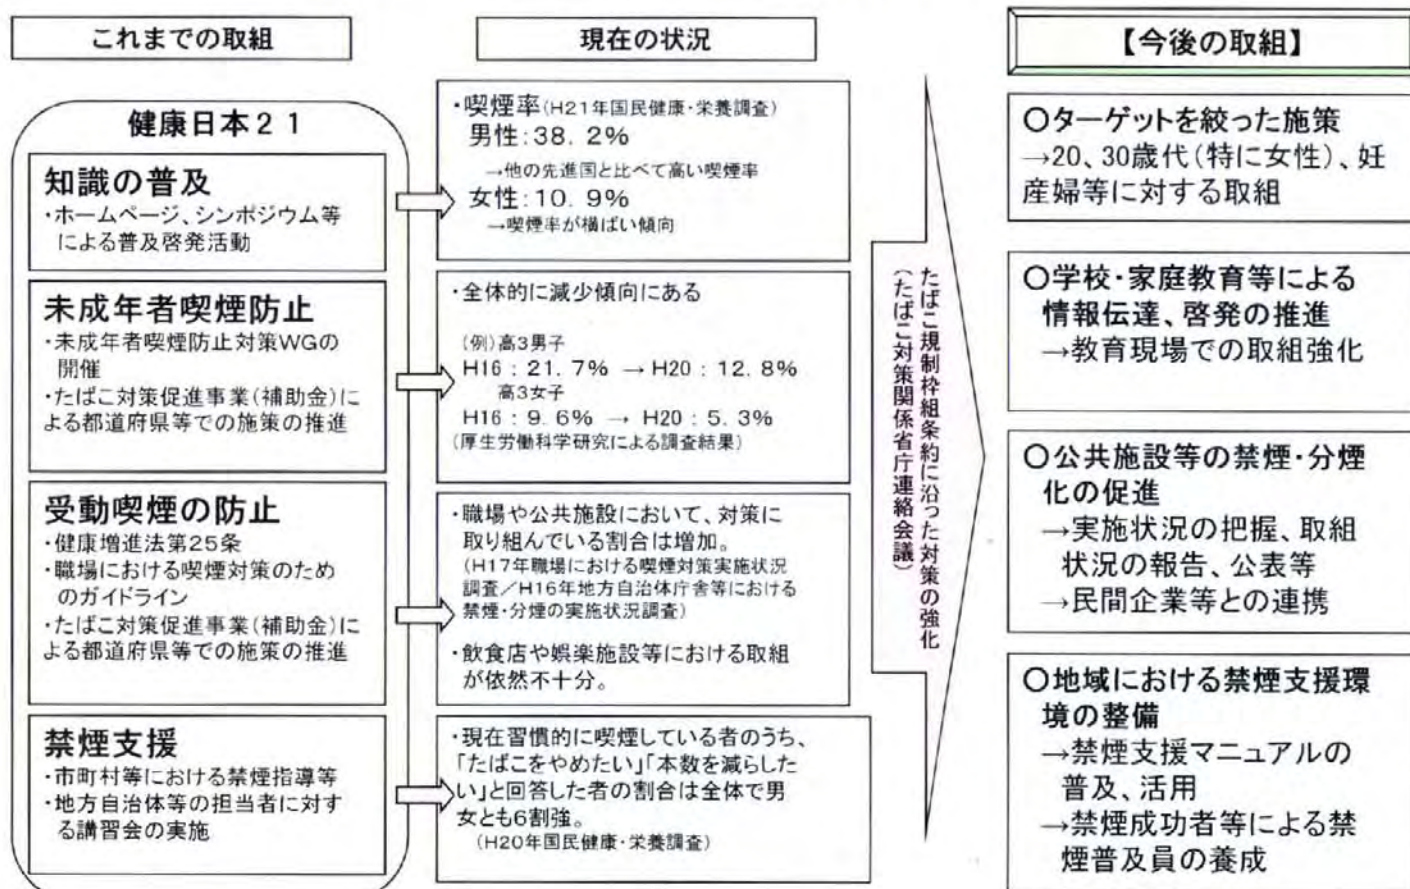 これまでの取組
健康日本21
知識の普及
・ホームページ、シンポジウム等
による普及啓発活動
未成年者喫煙防止
・未成年者喫煙防止対策WGの
開催
・たばこ対策促進事業(補助金)に
よる都道府県等での施策の推進
受動喫煙の防止
・健康増進法第25条
・職場における喫煙対策のため
のガイドライン
・たばこ対策促進事業(補助金)に
よる都道府県等での施策の推進
禁煙支援
・市町村等における禁煙指導等
・地方自治体等の担当者に対す
る講習会の実施
現在の状況
・喫煙率(H21年国民健康・栄養調査)
男性:38.2%
→他の先進国と比べて高い喫煙率
女性:10.9%
→喫煙率が横ばい傾向
・全体的に減少傾向にある
(例)高3男子
H16:21.7% →H20:12.8%
高3女子
H16:9.6% → H20:5.3%
(厚生労働科学研究による調査結果)
・職場や公共施設において、対策に
取り組んでいる割合は増加。
(H17年職場における喫煙対策実施状況
調査/H16年地方自治体庁舎等における
禁煙・分煙の実施状況調査)
・飲食店や娯楽施設等における取組
が依然不十分。
・現在習慣的に喫煙している者のうち、
「たばこをやめたい」「本数を減らした
い」と回答した者の割合は全体で男
女とも6割強。
(H20年国民健康・栄養調査)
たばこ規制枠組条約に沿った対策の強化
(たばこ対策関係省庁連絡会議)
【今後の取組】
○ターゲットを絞った施策
→20、30歳代(特に女性)、妊
産婦等に対する取組
○学校・家庭教育等による
情報伝達、啓発の推進
→教育現場での取組強化
○公共施設等の禁煙・分煙
化の促進
→実施状況の把握、取組
状況の報告、公表等
→民間企業等との連携
○地域における禁煙支援環
境の整備
→禁煙支援マニュアルの
普及、活用
→禁煙成功者等による禁
煙普及員の養成